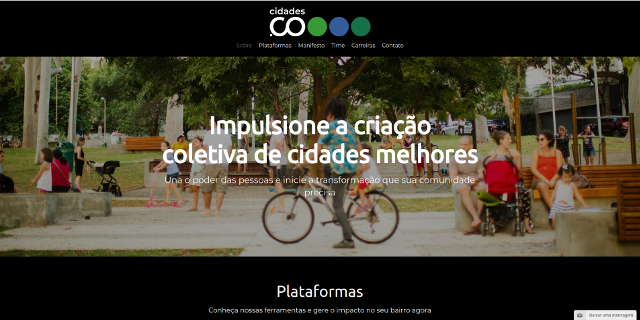 cidades
.CO
Sobre Plataformas Manifesto Time Carreiras Contato
Impulsione a criação
coletiva de cidades melhores
Una o poder das pessoas e inicie a transformação que sua comunidade
precisa
Plataformas
Conheça nossas ferramentas e gere o impacto no seu bairro agora
Deixar uma mensagem